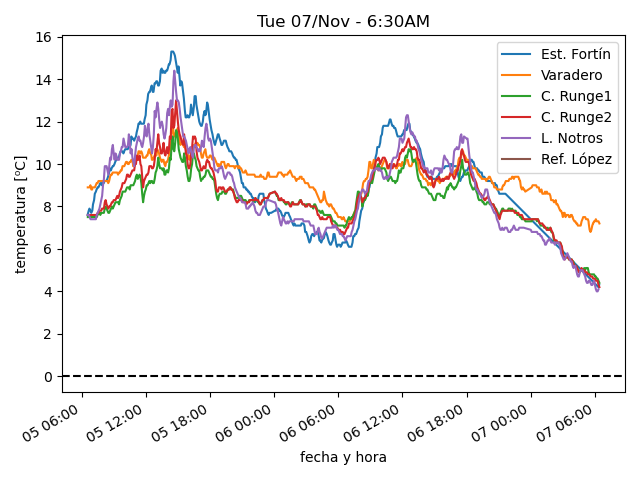 Tue 07/Nov - 6:30AM
temperatura [ºC]
16
14
12
10
8
6
4
2
0
Est. Fortín
Varadero
C. Runge1
C. Runge2
L. Notros
Ref. López
05 06:00
05 12:00
05 18:00
06 00:00
06 06:00
06 12:00
06 18:00
07 00:00
07 06:00
fecha y hora